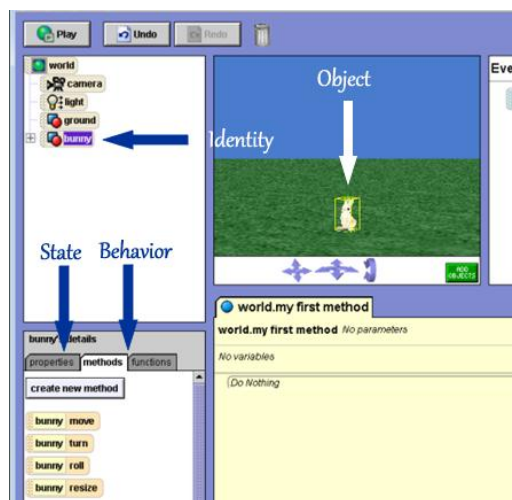 Play
Undo
Redo
world
camera
light
ground
bunny
Identity
Object
Eve
State Behavior
ADD
OBJECTS
bunny's details
properties methods functions
create new method
bunny move
bunny turn
bunny roll
bunny resize
world.my first method
world.my first method No parameters
No variables
(Do Nothing